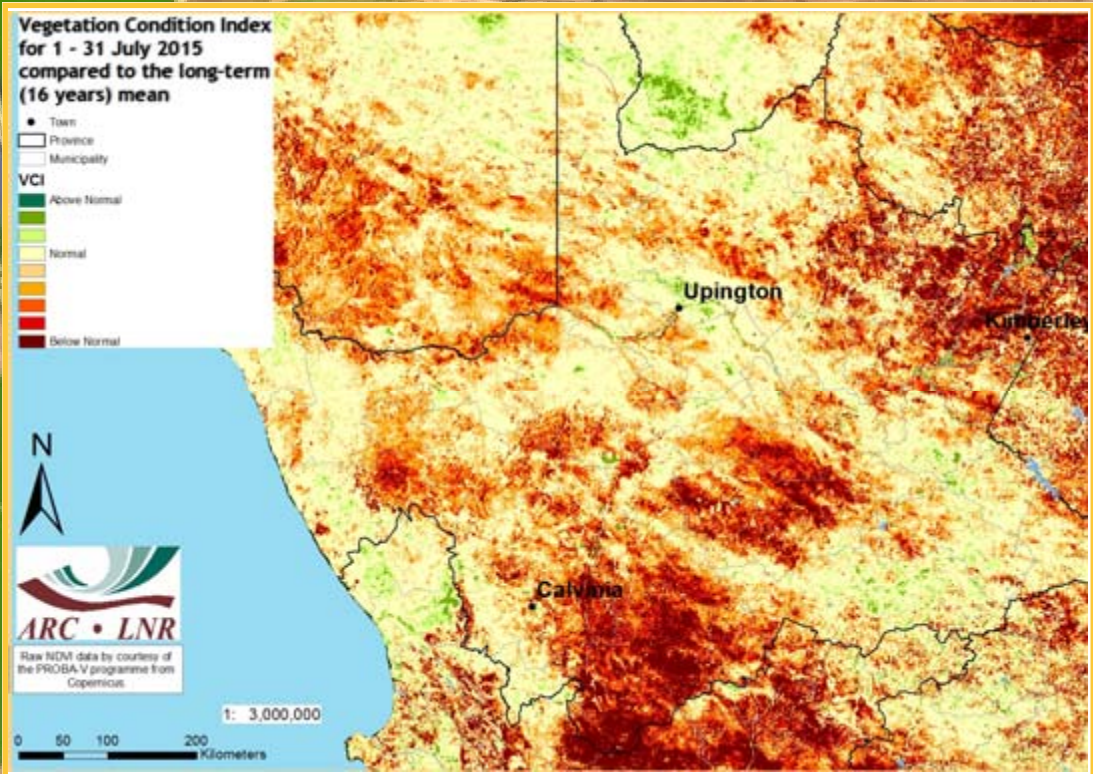 Vegetation Condition Index
for 1 - 31 July 2015
compared to the long-term
(16 years) mean
Town
Province
Municipality
VCI
Above Normal
Normal
Below Normal
Upington
Kimberley
Calvinia
N
ARC • LNR
Raw NDVI data by courtesy of
the PROBA-V programme from
Copernicus
1: 3,000,000
0 50 100 200
Kilometers